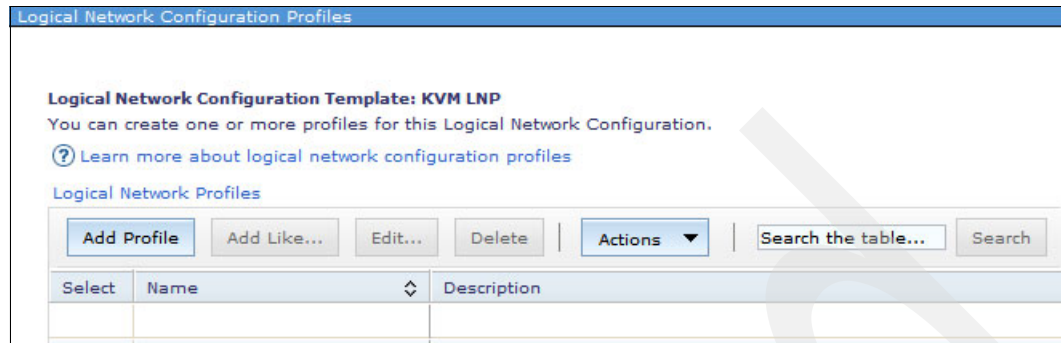 Logical Network Configuration Profiles
Logical Network Configuration Template: KVM LNP
You can create one or more profiles for this Logical Network Configuration.
? Learn more about logical network configuration profiles
Logical Network Profiles
Add Profile Add Like... Edit... Delete Actions Search the table... Search
Select Name Description